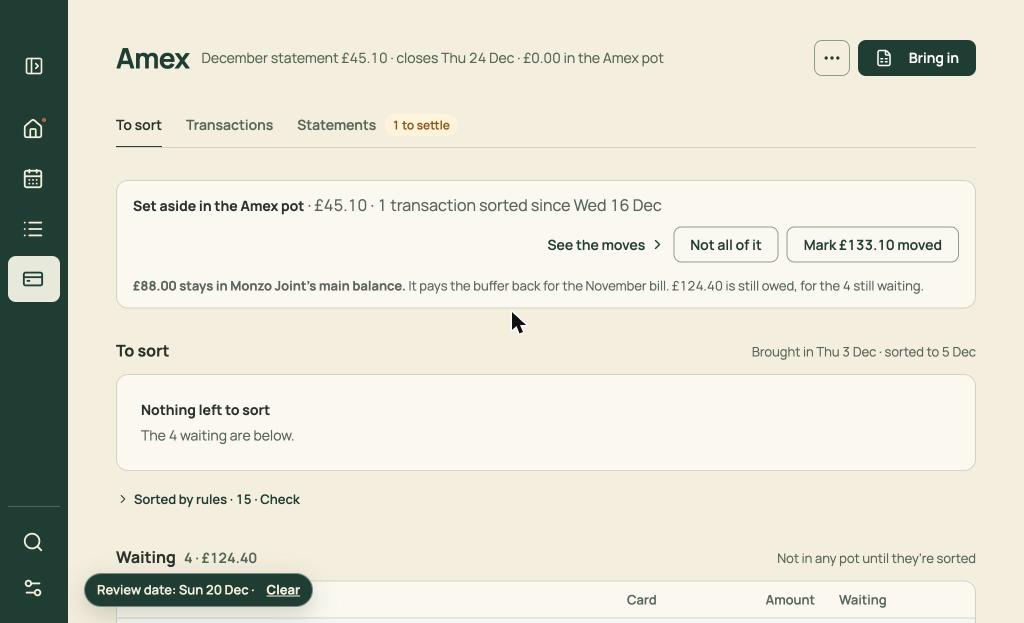 Amex
December statement £45.10 · closes Thu 24 Dec · £0.00 in the Amex pot
Bring in
To sort
Transactions
Statements
1 to settle
Set aside in the Amex pot · £45.10 · 1 transaction sorted since Wed 16 Dec
See the moves
Not all of it
Mark £133.10 moved
£88.00 stays in Monzo Joint's main balance. It pays the buffer back for the November bill. £124.40 is still owed, for the 4 still waiting.
To sort
Brought in Thu 3 Dec · sorted to 5 Dec
Nothing left to sort
The 4 waiting are below.
Sorted by rules · 15 · Check
Waiting 4 · £124.40
Not in any pot until they're sorted
Review date: Sun 20 Dec · Clear
Card
Amount
Waiting